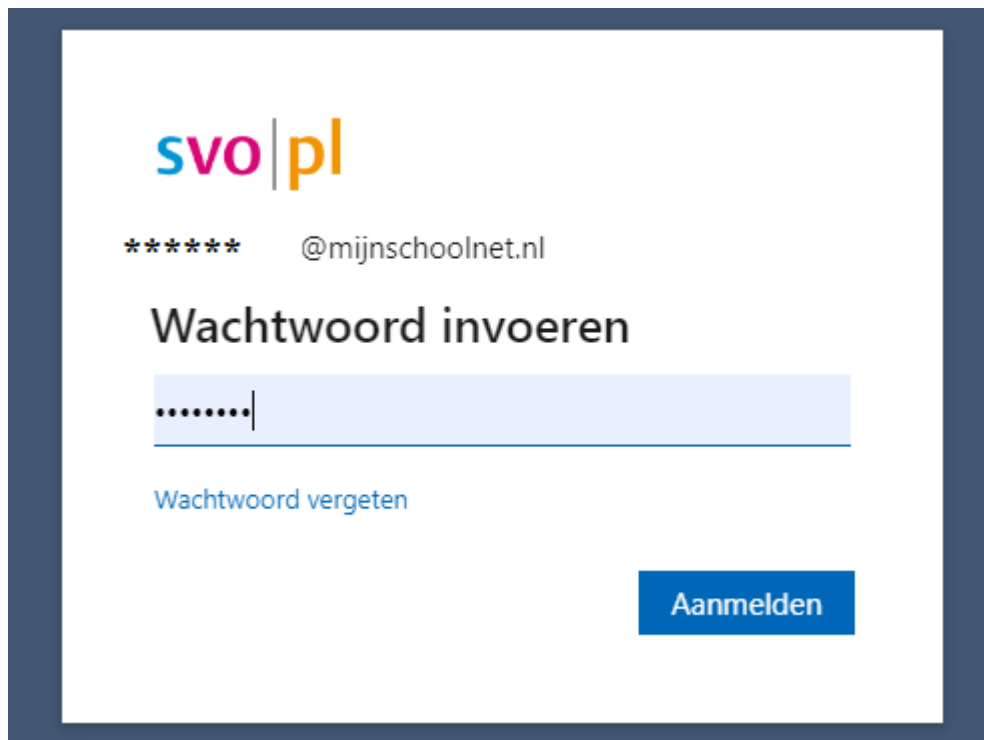 svo|pl
****** @mijnschoolnet.nl
Wachtwoord invoeren
••••••••
Wachtwoord vergeten
Aanmelden